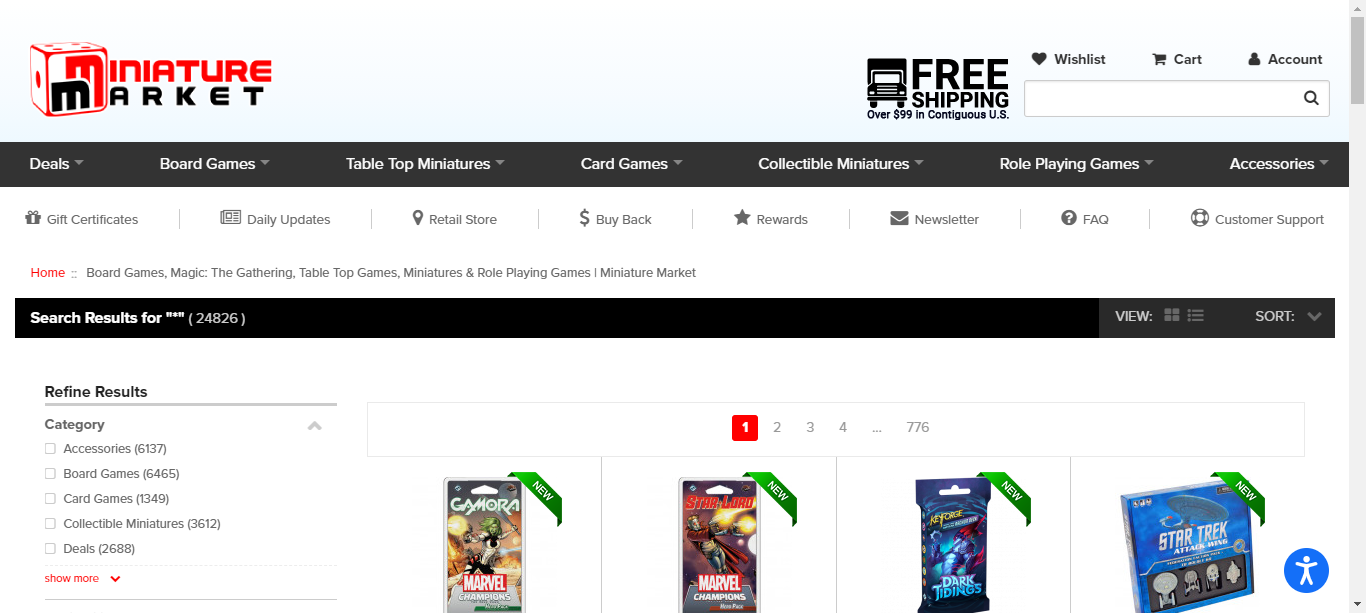 MINIATURE
MARKET
FREE
SHIPPING
Over $99 in Contiguous U.S.
Wishlist
Cart
Account
Deals
Board Games
Table Top Miniatures
Card Games
Collectible Miniatures
Role Playing Games
Accessories
Gift Certificates
Daily Updates
Retail Store
Buy Back
Rewards
Newsletter
FAQ
Customer Support
Home :: Board Games, Magic: The Gathering, Table Top Games, Miniatures & Role Playing Games | Miniature Market
Search Results for "*" ( 24826 )
VIEW:
SORT:
Refine Results
Category
Accessories (6137)
Board Games (6465)
Card Games (1349)
Collectible Miniatures (3612)
Deals (2688)
show more
1 2 3 4 ... 776
NEW
GAMORA
MARVEL
CHAMPIONS
NEW
STAR-LORD
MARVEL
CHAMPIONS
NEW
KEYFORGE
DARK
TIDINGS
NEW
STAR TREK
ATTACK WING